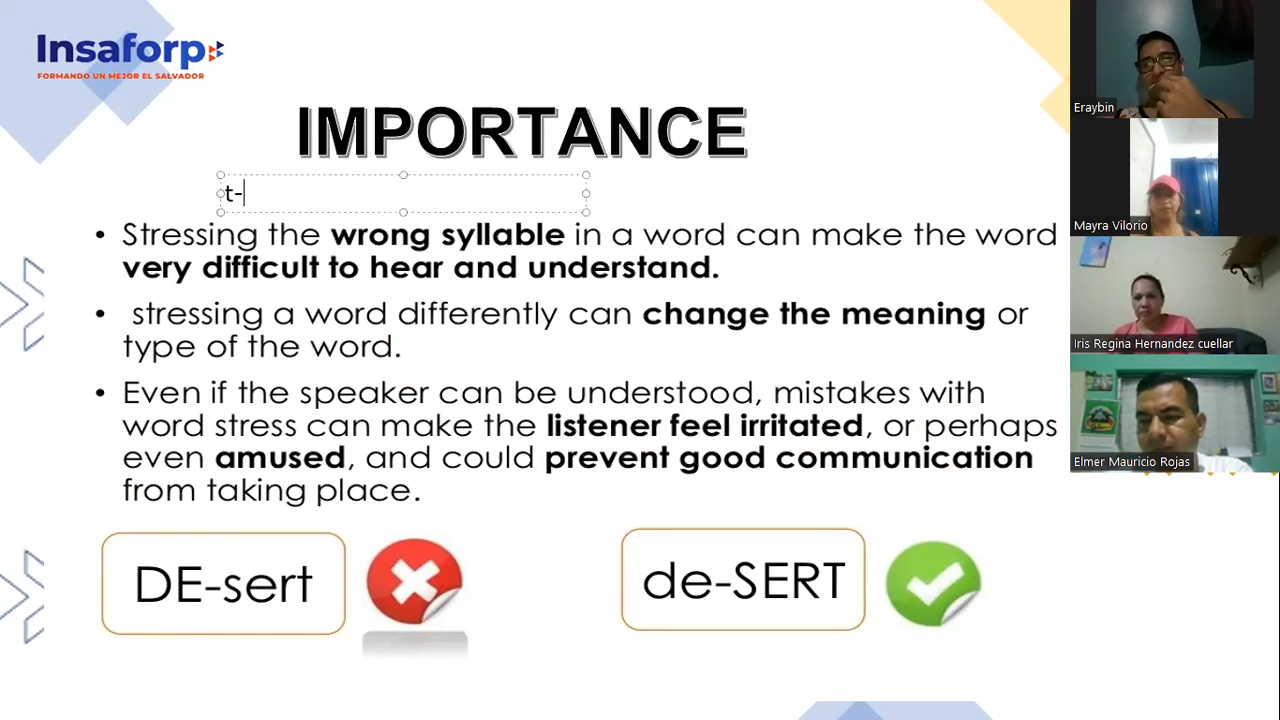 Insaforp
FORMANDO UN MEJOR EL SALVADOR
IMPORTANCE
t-
• Stressing the wrong syllable in a word can make the word
very difficult to hear and understand.
• stressing a word differently can change the meaning or
type of the word.
• Even if the speaker can be understood, mistakes with
word stress can make the listener feel irritated, or perhaps
even amused, and could prevent good communication
from taking place.
DE-sert
de-SERT
Eraybin
Mayra Vilorio
Iris Regina Hernandez cuellar
Elmer Mauricio Rojas